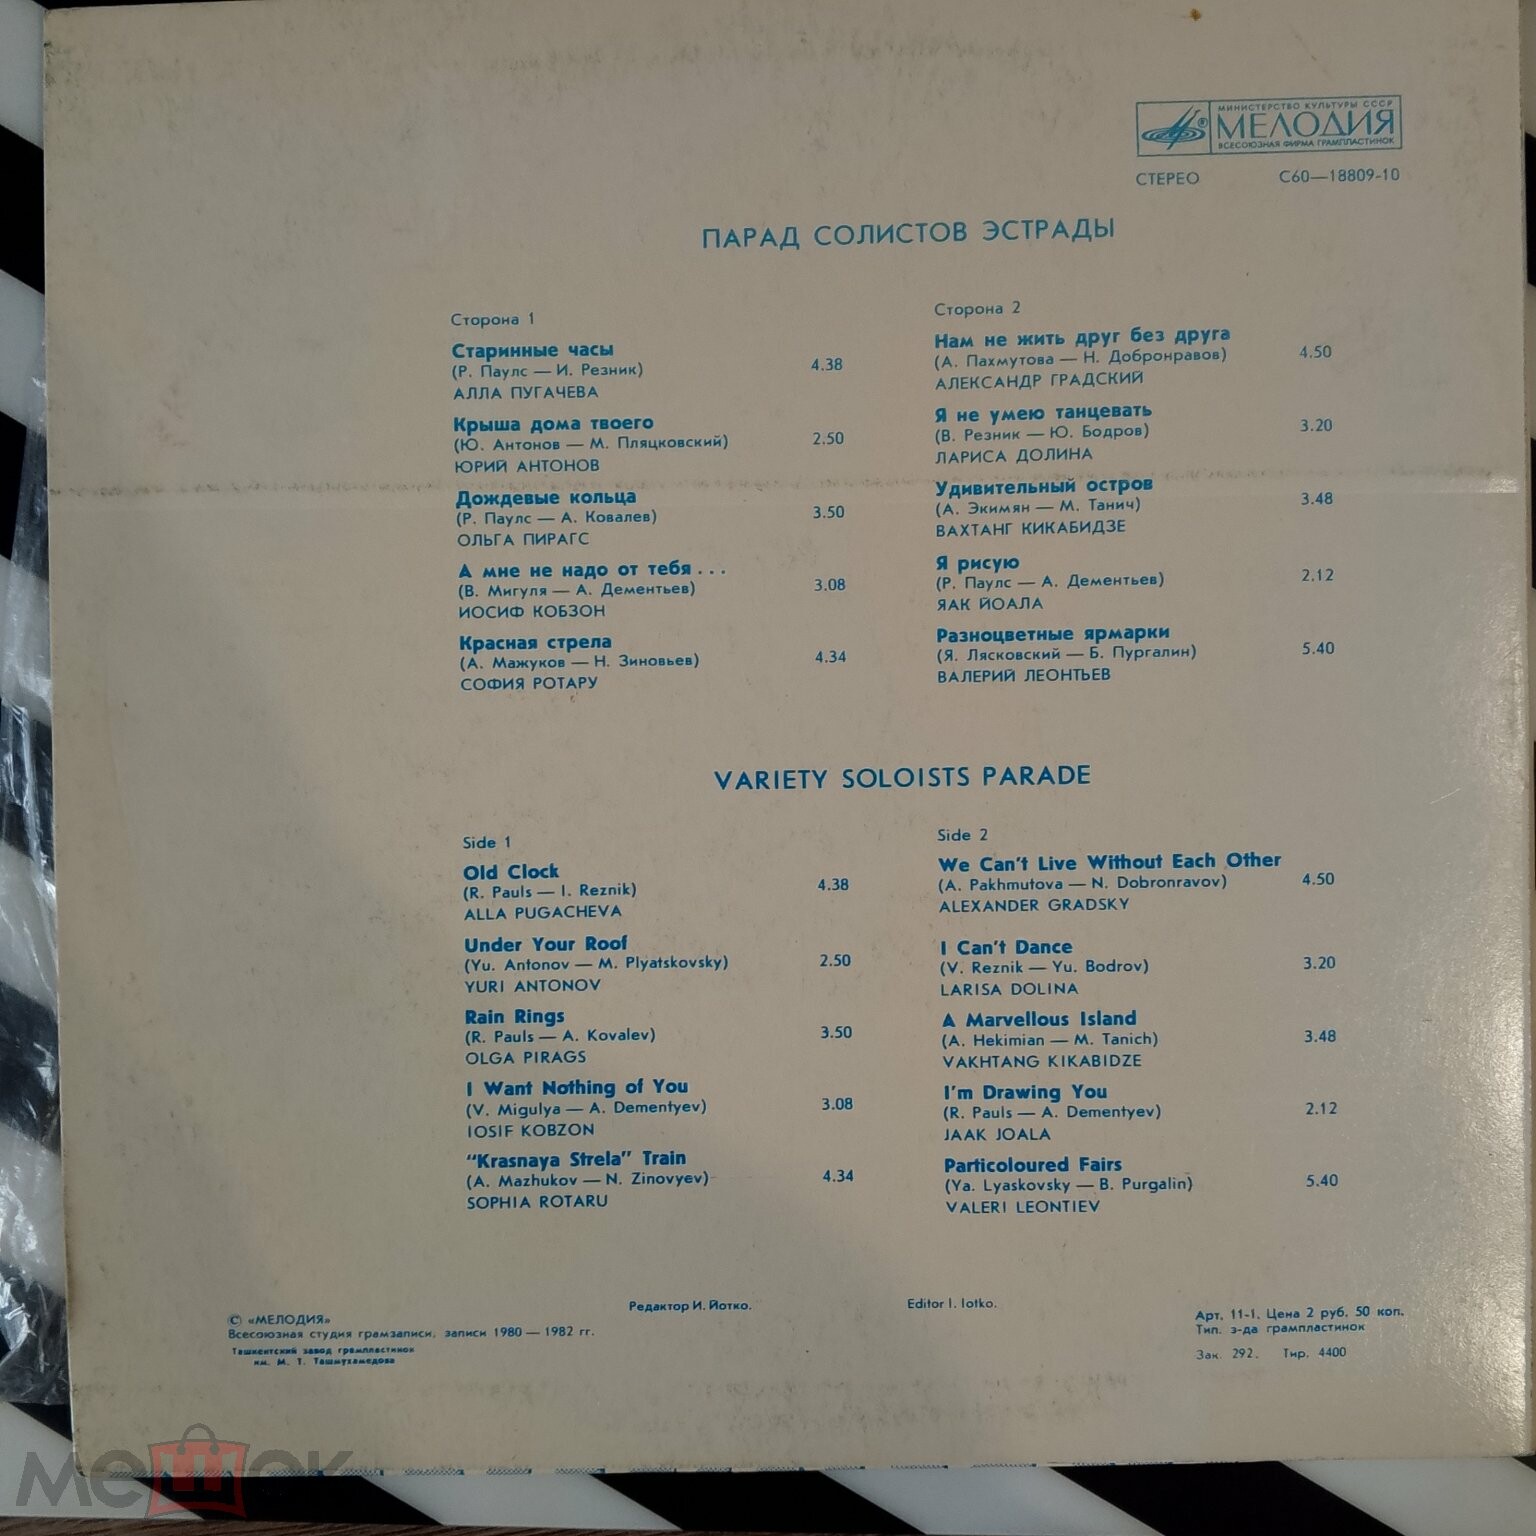 МИНИСТЕРСТВО КУЛЬТУРЫ СССР
МЕЛОДИЯ
ВСЕСОЮЗНАЯ ФИРМА ГРАМПЛАСТИНОК
СТЕРЕО С60—18809-10
ПАРАД СОЛИСТОВ ЭСТРАДЫ
Сторона 1
Старинные часы
(Р. Паулс — И. Резник) 4.38
АЛЛА ПУГАЧЕВА
Крыша дома твоего
(Ю. Антонов — М. Пляцковский) 2.50
ЮРИЙ АНТОНОВ
Дождевые кольца
(Р. Паулс — А. Ковалев) 3.50
ОЛЬГА ПИРАГС
А мне не надо от тебя...
(В. Мигуля — А. Дементьев) 3.08
ИОСИФ КОБЗОН
Красная стрела
(А. Мажуков — Н. Зиновьев) 4.34
СОФИЯ РОТАРУ
Сторона 2
Нам не жить друг без друга
(А. Пахмутова — Н. Добронравов) 4.50
АЛЕКСАНДР ГРАДСКИЙ
Я не умею танцевать
(В. Резник — Ю. Бодров) 3.20
ЛАРИСА ДОЛИНА
Удивительный остров
(А. Экимян — М. Танич) 3.48
ВАХТАНГ КИКАБИДЗЕ
Я рисую
(Р. Паулс — А. Дементьев) 2.12
ЯАК ЙОАЛА
Разноцветные ярмарки
(Я. Лясковский — Б. Пургалин) 5.40
ВАЛЕРИЙ ЛЕОНТЬЕВ
VARIETY SOLOISTS PARADE
Side 1
Old Clock
(R. Pauls — I. Reznik) 4.38
ALLA PUGACHEVA
Under Your Roof
(Yu. Antonov — M. Plyatskovsky) 2.50
YURI ANTONOV
Rain Rings
(R. Pauls — A. Kovalev) 3.50
OLGA PIRAGS
I Want Nothing of You
(V. Migulya — A. Dementyev) 3.08
IOSIF KOBZON
"Krasnaya Strela" Train
(A. Mazhukov — N. Zinovyev) 4.34
SOPHIA ROTARU
Side 2
We Can't Live Without Each Other
(A. Pakhmutova — N. Dobronravov) 4.50
ALEXANDER GRADSKY
I Can't Dance
(V. Reznik — Yu. Bodrov) 3.20
LARISA DOLINA
A Marvellous Island
(A. Hekimian — M. Tanich) 3.48
VAKHTANG KIKABIDZE
I'm Drawing You
(R. Pauls — A. Dementyev) 2.12
JAAK JOALA
Particoloured Fairs
(Ya. Lyaskovsky — B. Purgalin) 5.40
VALERI LEONTIEV
© «МЕЛОДИЯ»
Всесоюзная студия грамзаписи, записи 1980 — 1982 гг.
Ташкентский завод грампластинок
им. М. Т. Ташмухамедова
Редактор И. Йотко.
Editor I. Iotko.
Арт. 11-1. Цена 2 руб. 50 коп.
Тип. з-да грампластинок
Зак. 292. Тир. 4400
мешок